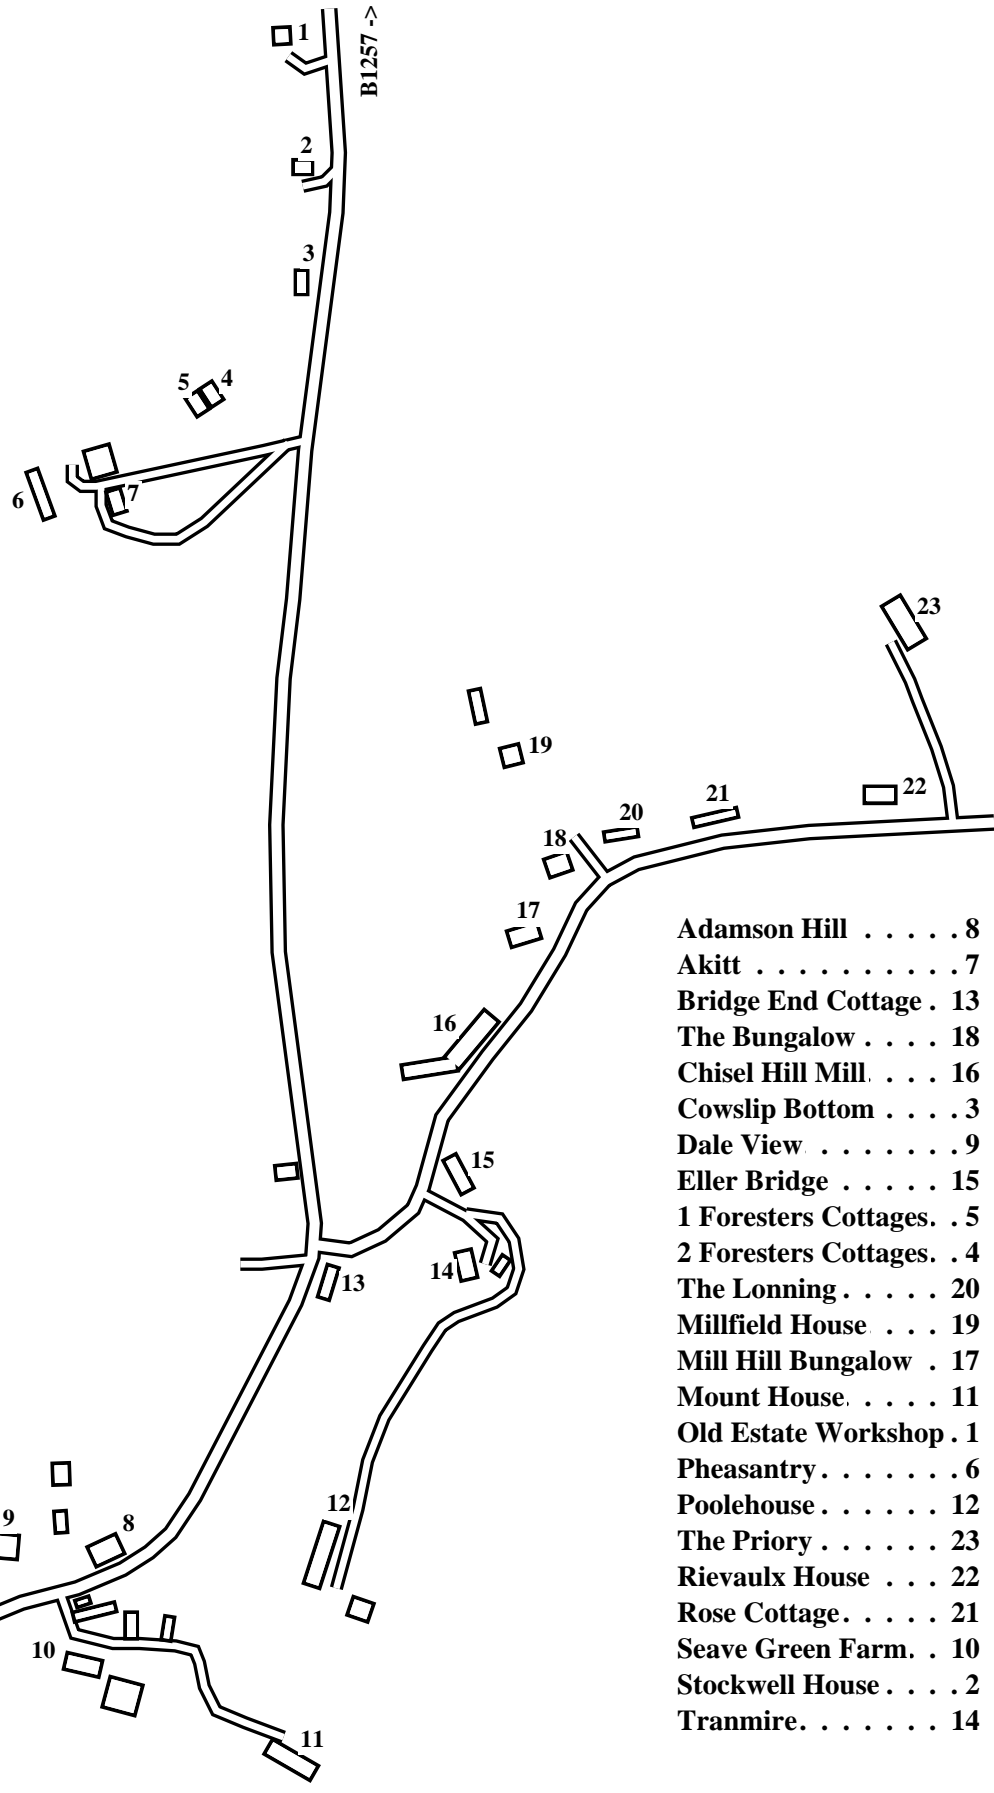 1
B1257 ->
2
3
5 4
6
7
23
19
22
21
20
18
17
16
15
14
13
12
9
8
10
11
Adamson Hill . . . . . 8
Akitt . . . . . . . . . . 7
Bridge End Cottage . 13
The Bungalow . . . . 18
Chisel Hill Mill. . . . 16
Cowslip Bottom . . . . 3
Dale View. . . . . . . . 9
Eller Bridge . . . . . 15
1 Foresters Cottages. . 5
2 Foresters Cottages. . 4
The Lonning . . . . . 20
Millfield House. . . . 19
Mill Hill Bungalow . 17
Mount House. . . . . 11
Old Estate Workshop . 1
Pheasantry . . . . . . . 6
Poolehouse . . . . . . 12
The Priory . . . . . . 23
Rievaulx House . . . 22
Rose Cottage . . . . . 21
Seave Green Farm. . 10
Stockwell House . . . . 2
Tranmire. . . . . . . 14